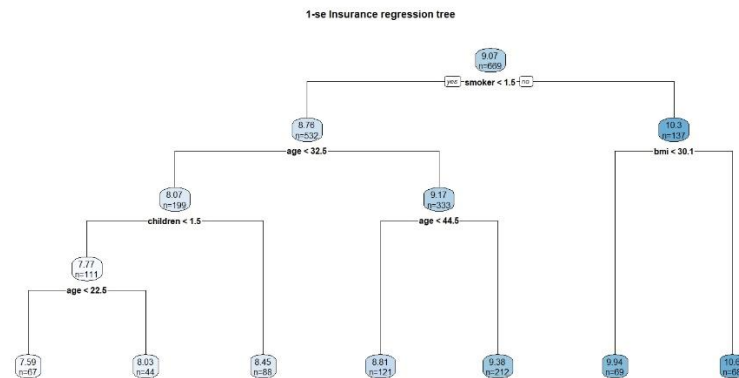 1-se Insurance regression tree
9.07
n=669
yes smoker < 1.5 no
8.76
n=532
10.3
n=137
age < 32.5
bmi < 30.1
8.07
n=199
9.17
n=333
children < 1.5
age < 44.5
7.77
n=111
age < 22.5
7.59
n=67
8.03
n=44
8.45
n=88
8.81
n=121
9.38
n=212
9.94
n=69
10.6
n=68